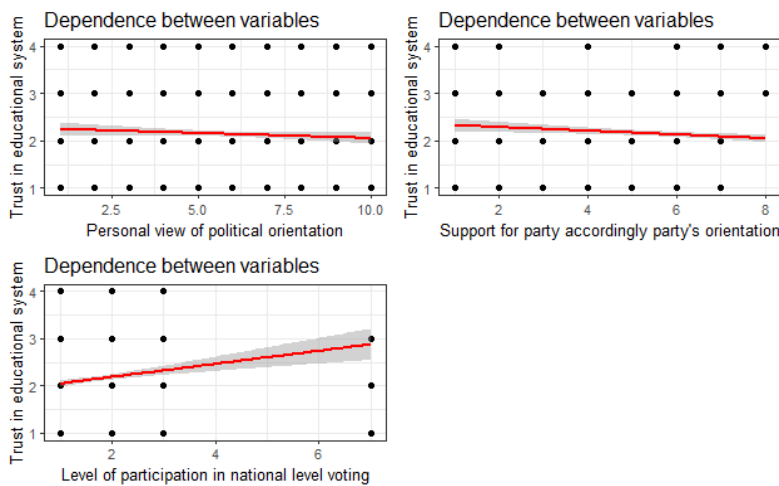 Dependence between variables
Trust in educational system
4
3
2
1
2.5
5.0
7.5
10.0
Personal view of political orientation
Dependence between variables
Trust in educational system
4
3
2
1
2
4
6
8
Support for party accordingly party's orientation
Dependence between variables
Trust in educational system
4
3
2
1
2
4
6
Level of participation in national level voting